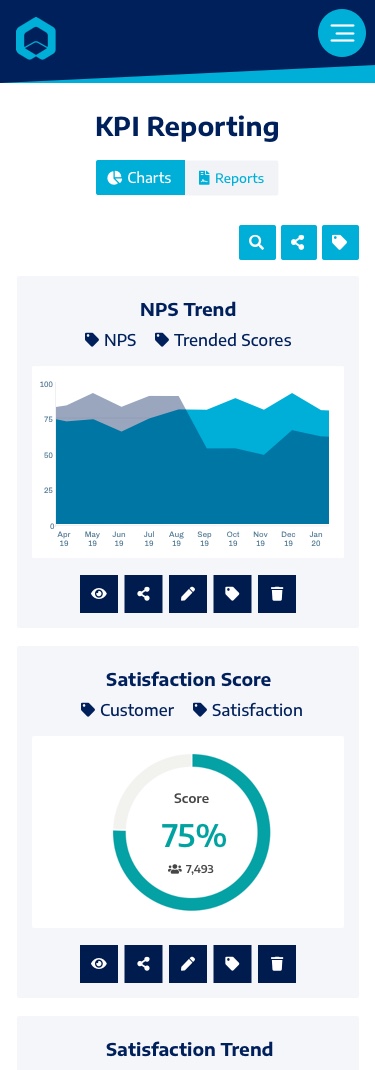 KPI Reporting
Charts Reports
NPS Trend
NPS Trended Scores
100
75
50
25
0
Apr May Jun Jul Aug Sep Oct Nov Dec Jan
19 19 19 19 19 19 19 19 19 20
Satisfaction Score
Customer Satisfaction
Score
75%
7,493
Satisfaction Trend